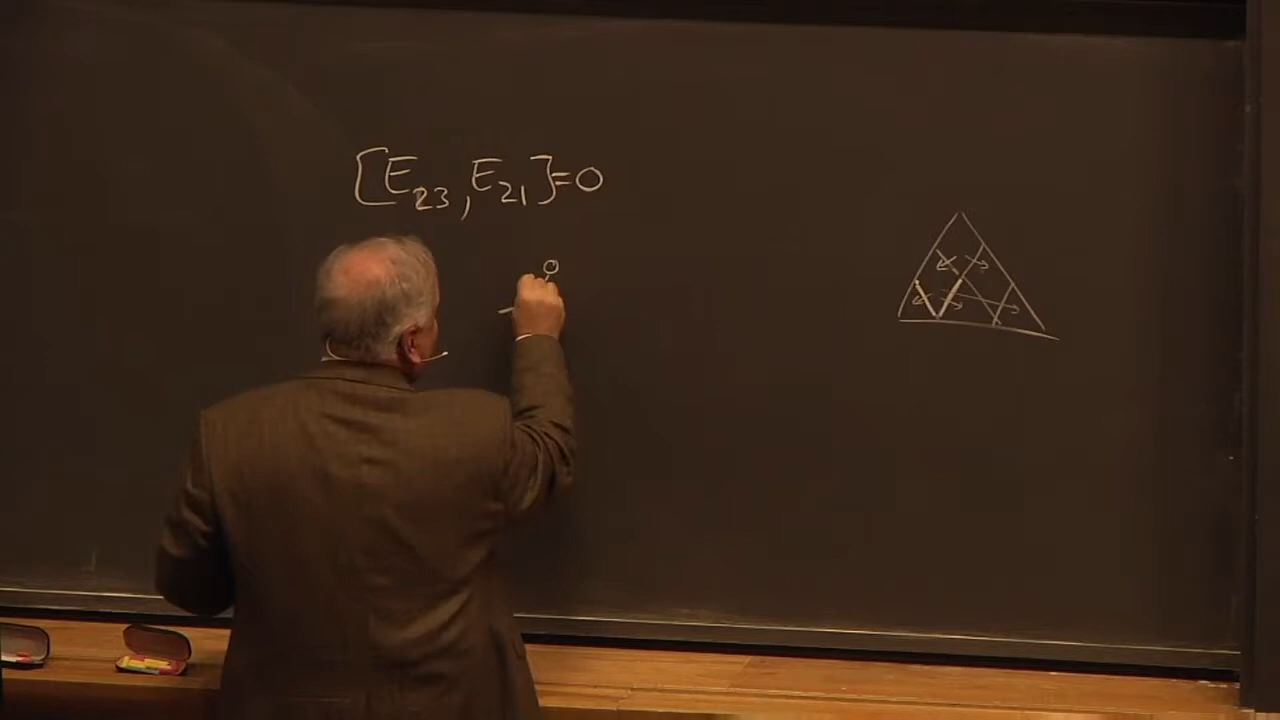 [E₂₃, E₂₁] = 0